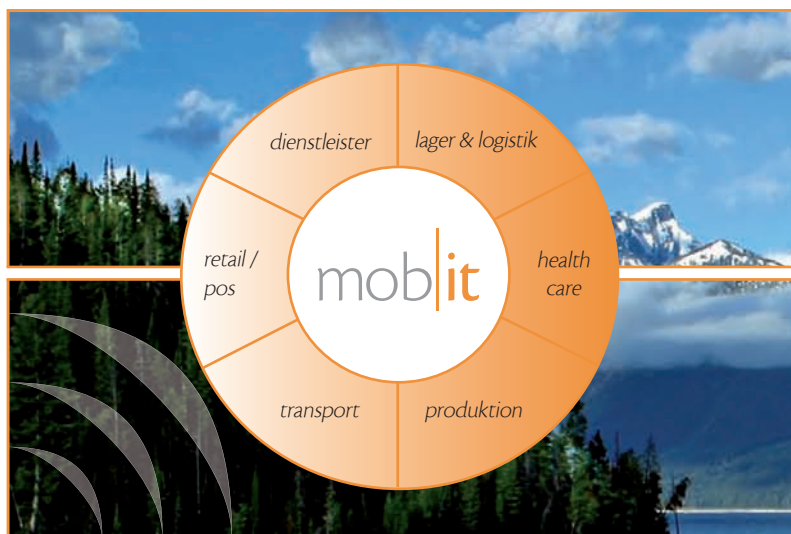 dienstleister
lager & logistik
retail /
pos
mob|it
health
care
transport
produktion